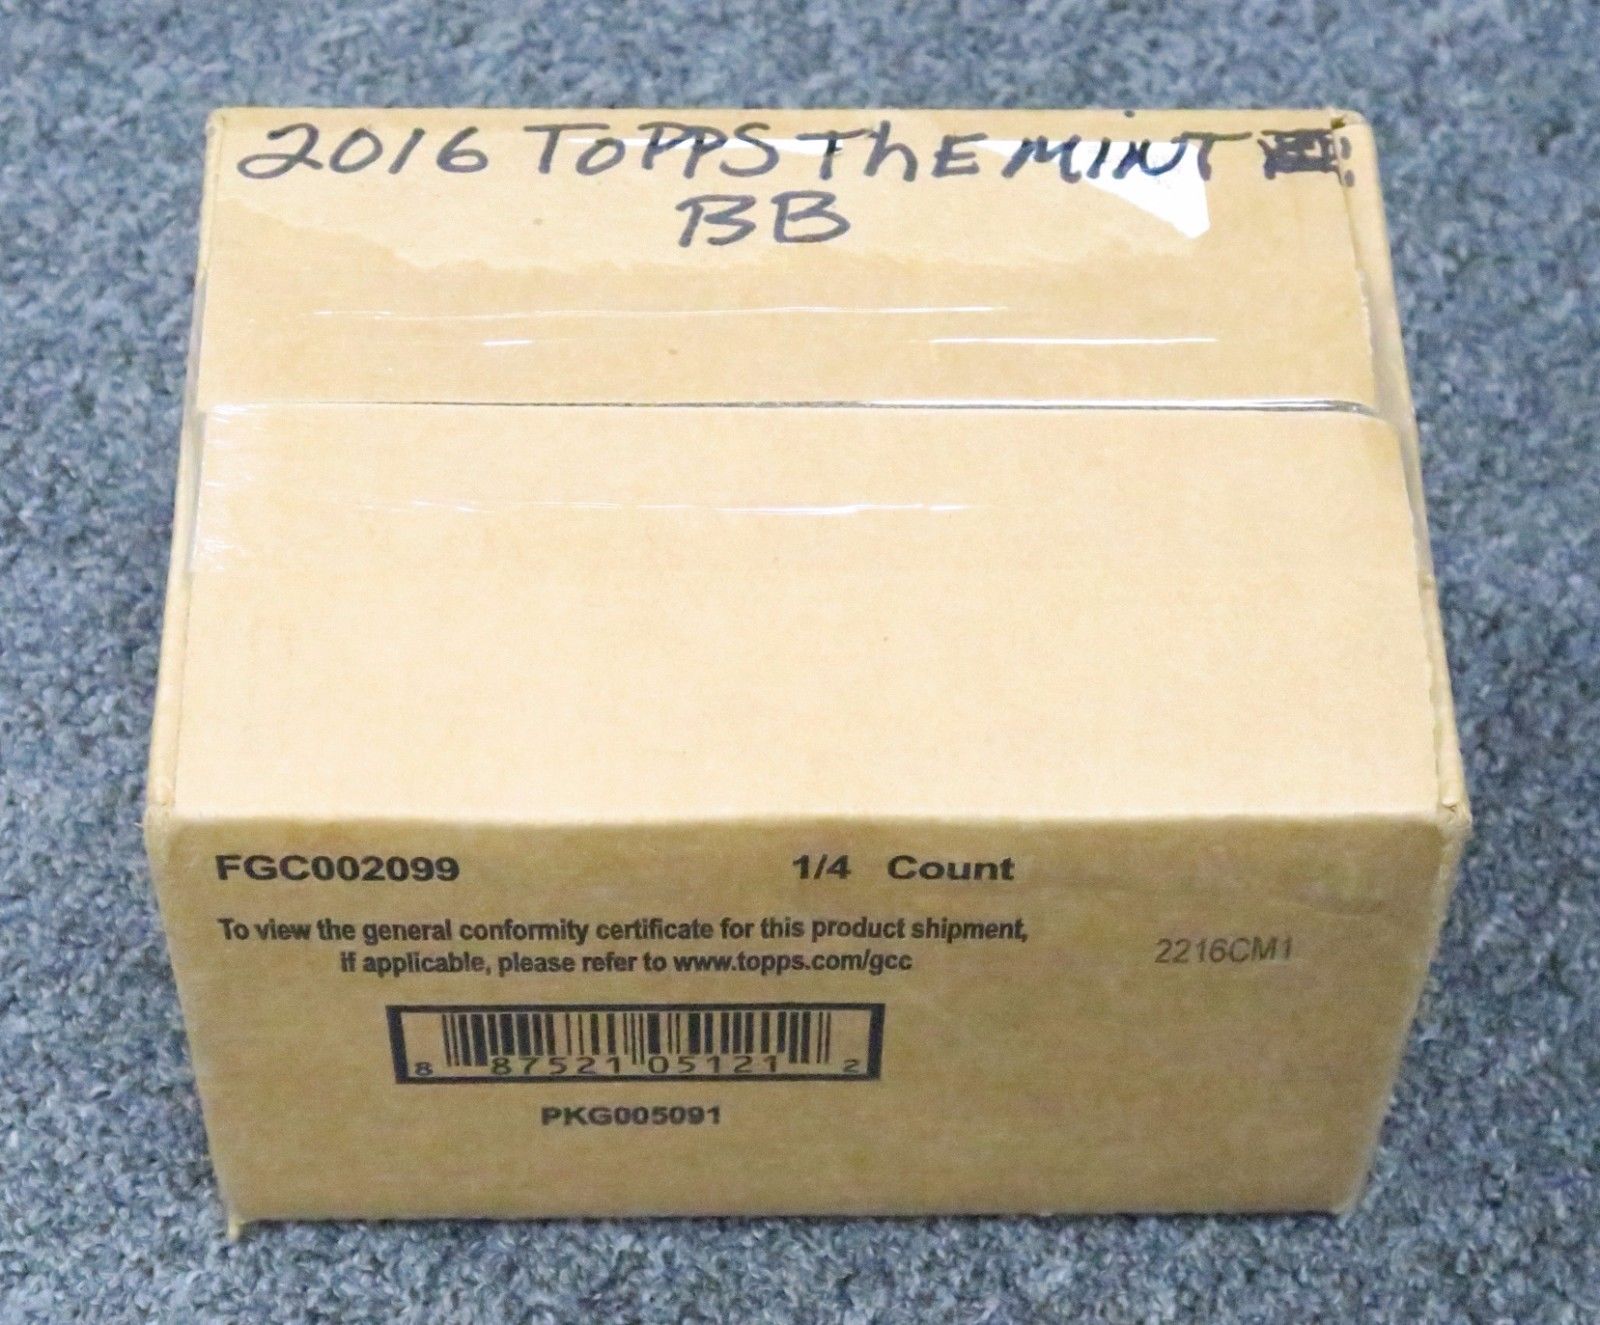 2016 TOPPS ThE MINT
BB
FGC002099 1/4 Count
To view the general conformity certificate for this product shipment,
if applicable, please refer to www.topps.com/gcc
2216CM1
8 87521 05121 2
PKG005091